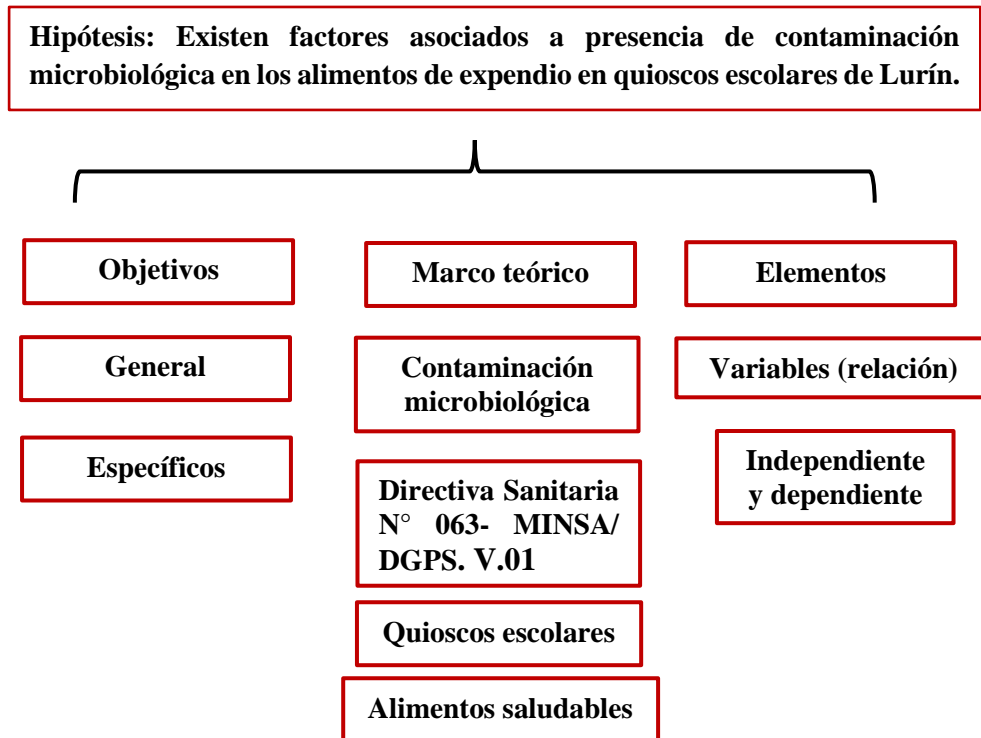 Hipótesis: Existen factores asociados a presencia de contaminación
microbiológica en los alimentos de expendio en quioscos escolares de Lurín.
Objetivos
General
Específicos
Marco teórico
Contaminación
microbiológica
Directiva Sanitaria
N° 063- MINSA/
DGPS. V.01
Quioscos escolares
Alimentos saludables
Elementos
Variables (relación)
Independiente
y dependiente